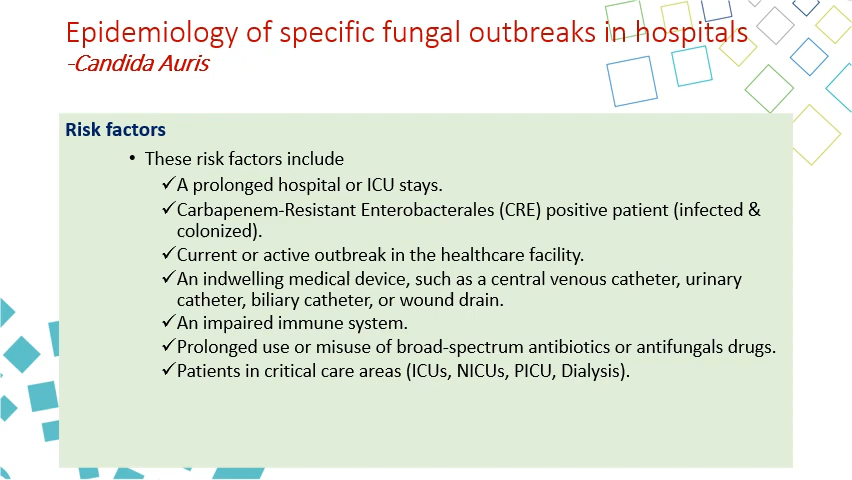 Epidemiology of specific fungal outbreaks in hospitals
-Candida Auris
Risk factors
• These risk factors include
✓A prolonged hospital or ICU stays.
✓Carbapenem-Resistant Enterobacterales (CRE) positive patient (infected &
colonized).
✓Current or active outbreak in the healthcare facility.
✓An indwelling medical device, such as a central venous catheter, urinary
catheter, biliary catheter, or wound drain.
✓An impaired immune system.
✓Prolonged use or misuse of broad-spectrum antibiotics or antifungals drugs.
✓Patients in critical care areas (ICUs, NICUs, PICU, Dialysis).